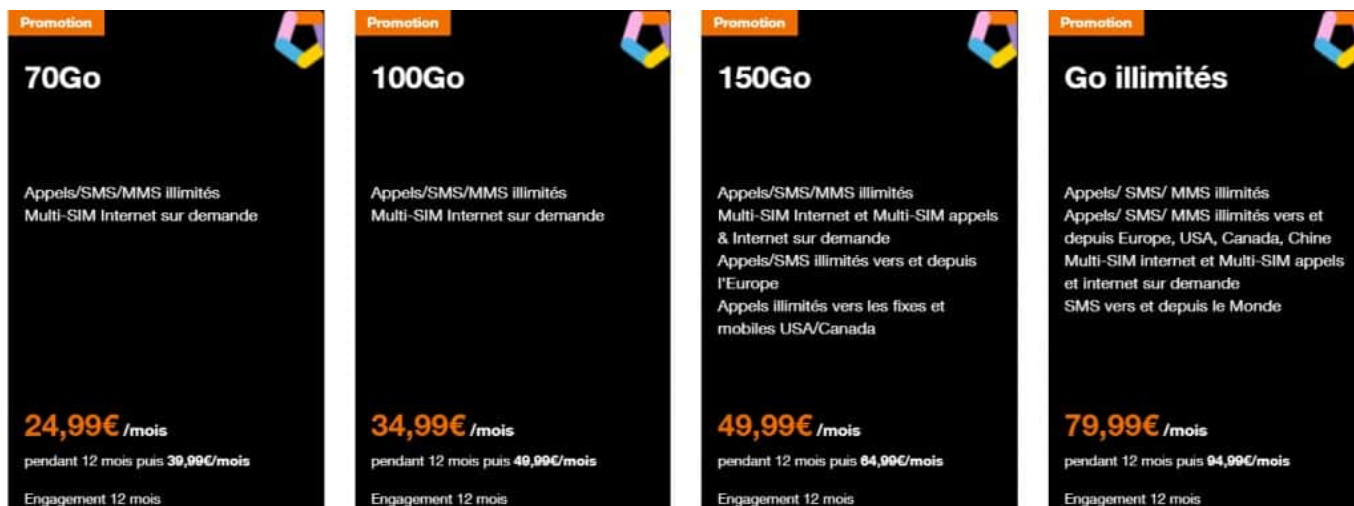 Promotion
70Go
Appels/SMS/MMS illimités
Multi-SIM Internet sur demande
24,99€ /mois
pendant 12 mois puis 39,99€/mois
Engagement 12 mois
Promotion
100Go
Appels/SMS/MMS illimités
Multi-SIM Internet sur demande
34,99€ /mois
pendant 12 mois puis 49,99€/mois
Engagement 12 mois
Promotion
150Go
Appels/SMS/MMS illimités
Multi-SIM Internet et Multi-SIM appels
& Internet sur demande
Appels/SMS illimités vers et depuis
l'Europe
Appels illimités vers les fixes et
mobiles USA/Canada
49,99€ /mois
pendant 12 mois puis 64,99€/mois
Engagement 12 mois
Promotion
Go illimités
Appels/ SMS/ MMS illimités
Appels/ SMS/ MMS illimités vers et
depuis Europe, USA, Canada, Chine
Multi-SIM internet et Multi-SIM appels
et internet sur demande
SMS vers et depuis le Monde
79,99€ /mois
pendant 12 mois puis 94,99€/mois
Engagement 12 mois